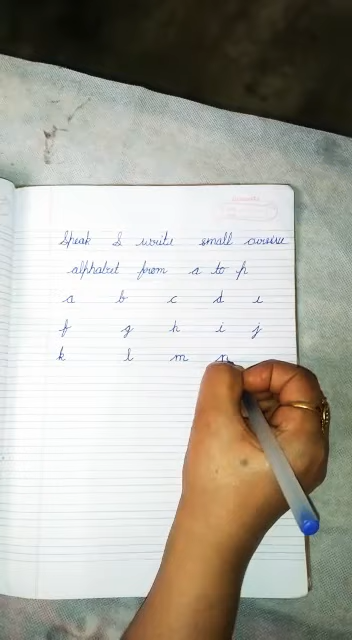 Speak & write small cursive
alphabet from a to p
a b c d e
f g h i j
k l m n